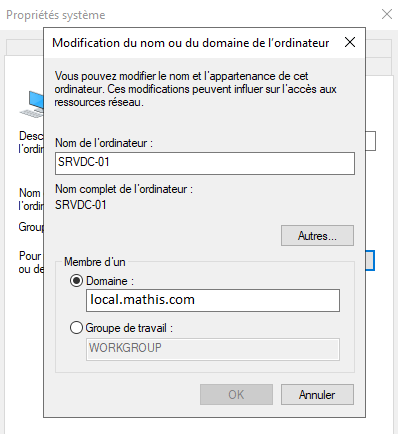 Propriétés système
Modification du nom ou du domaine de l'ordinateur
Vous pouvez modifier le nom et l'appartenance de cet
ordinateur. Ces modifications peuvent influer sur l'accès aux
ressources réseau.
Desc
l'ordin
Nom de l'ordinateur :
SRVDC-01
Nom complet de l'ordinateur :
SRVDC-01
Nom
l'ordin
Group
Autres...
Pour
ou de
Membre d'un
Domaine :
local.mathis.com
Groupe de travail :
WORKGROUP
OK
Annuler